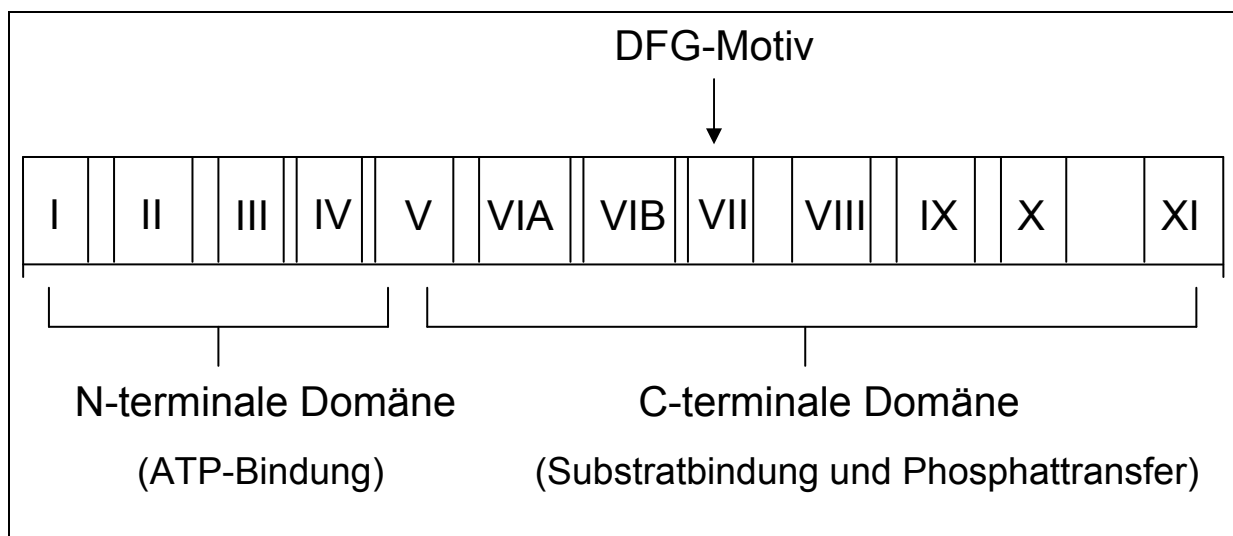 DFG-Motiv
I II III IV V VIA VIB VII VIII IX X XI
N-terminale Domäne C-terminale Domäne
(ATP-Bindung) (Substratbindung und Phosphattransfer)